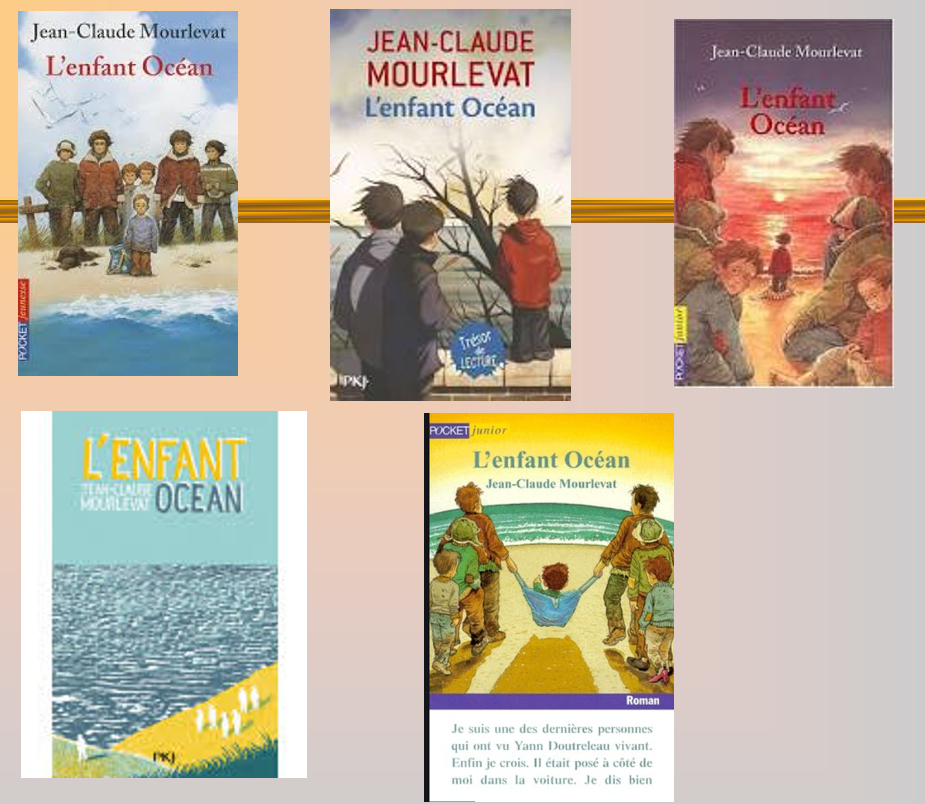 Jean-Claude Mourlevat
L'enfant Océan
POCKET jeunesse
JEAN-CLAUDE
MOURLEVAT
L'enfant Océan
Trésor
de
LECTURE
PKJ
Jean-Claude Mourlevat
L'enfant
Océan
POCKET junior
L'ENFANT
JEAN-CLAUDE
MOURLEVAT
OCEAN
PKJ
POCKET junior
L'enfant Océan
Jean-Claude Mourlevat
Roman
Je suis une des dernières personnes
qui ont vu Yann Doutreleau vivant.
Enfin je crois. Il était posé à côté de
moi dans la voiture. Je dis bien